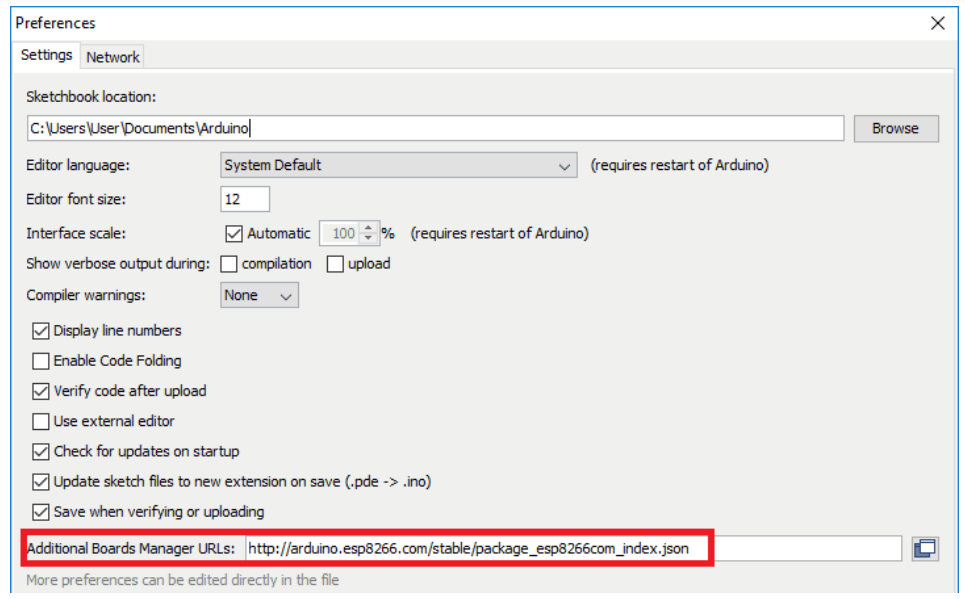 Preferences
Settings Network
Sketchbook location:
C:\Users\User\Documents\Arduino Browse
Editor language: System Default (requires restart of Arduino)
Editor font size: 12
Interface scale: Automatic 100 % (requires restart of Arduino)
Show verbose output during: compilation upload
Compiler warnings: None
Display line numbers
Enable Code Folding
Verify code after upload
Use external editor
Check for updates on startup
Update sketch files to new extension on save (.pde -> .ino)
Save when verifying or uploading
Additional Boards Manager URLs: http://arduino.esp8266.com/stable/package_esp8266com_index.json
More preferences can be edited directly in the file